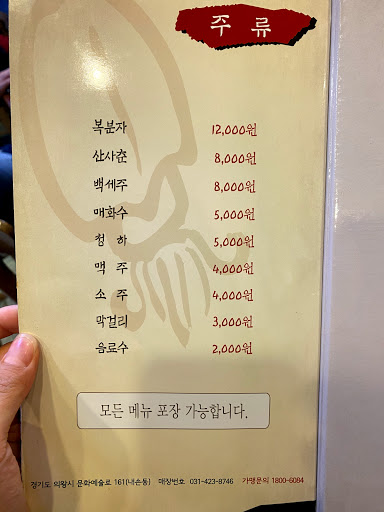 주 류
복분자 12,000원
산사춘 8,000원
백세주 8,000원
매화수 5,000원
청 하 5,000원
맥 주 4,000원
소 주 4,000원
막걸리 3,000원
음료수 2,000원
모든 메뉴 포장 가능합니다.
경기도 의왕시 문화예술로 161(내손동) 매장번호 031-423-8746 가맹문의 1800-6084